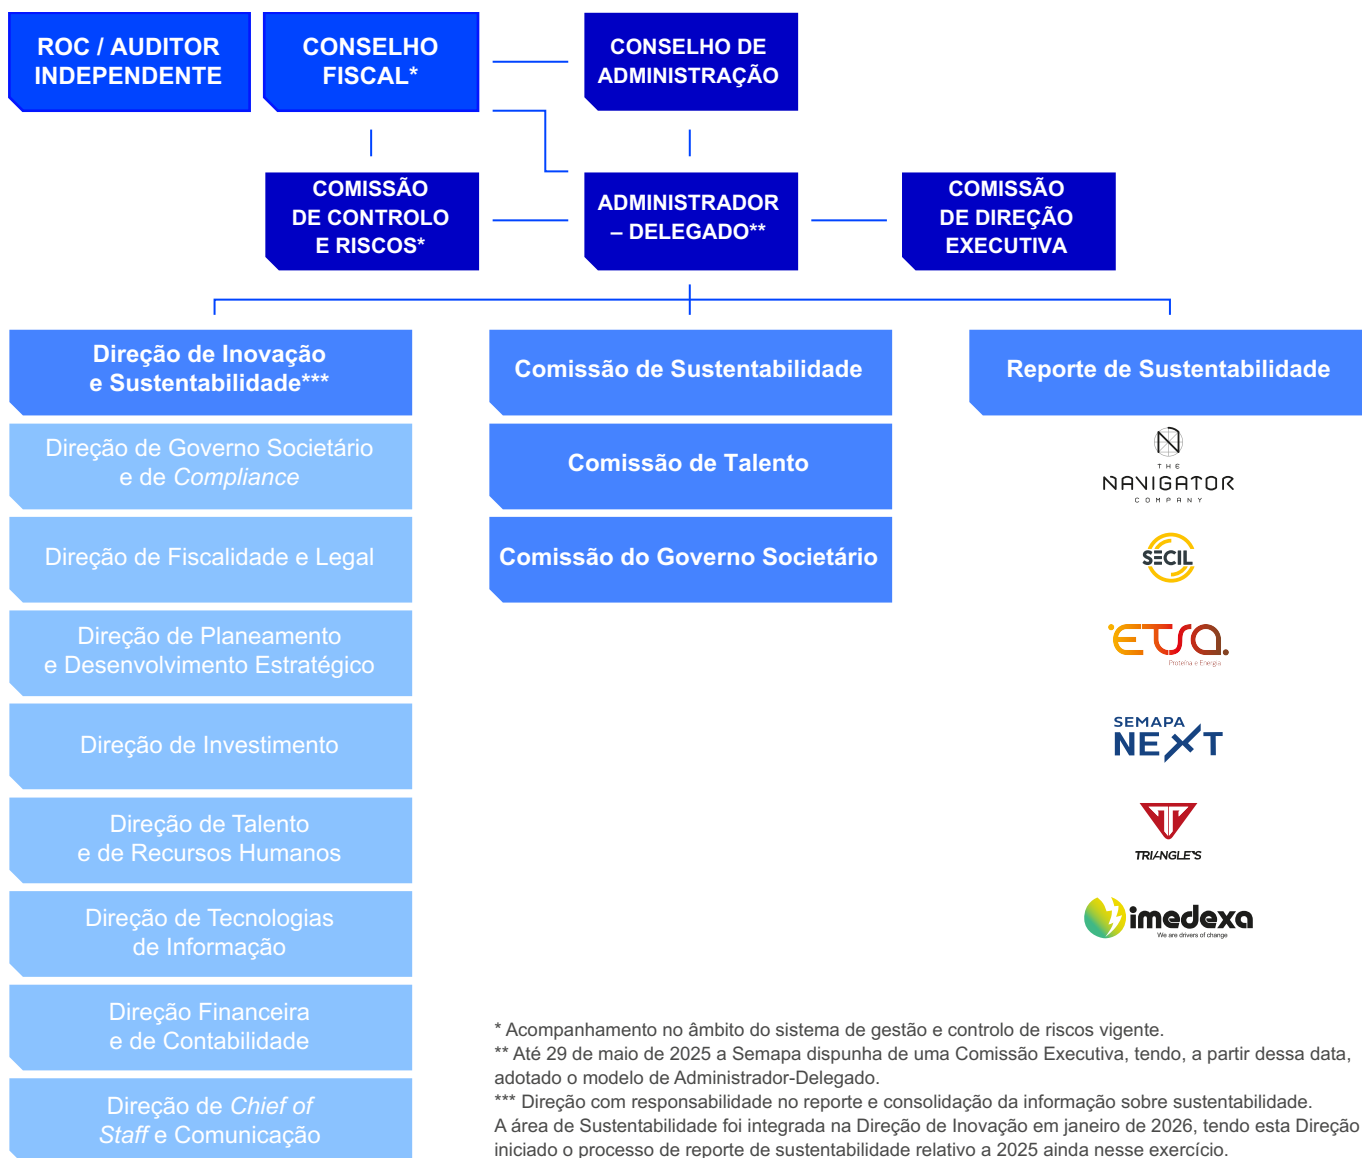 ROC / AUDITOR
INDEPENDENTE
CONSELHO
FISCAL*
CONSELHO DE
ADMINISTRAÇÃO
COMISSÃO
DE CONTROLO
E RISCOS*
ADMINISTRADOR
– DELEGADO**
COMISSÃO
DE DIREÇÃO
EXECUTIVA
Direção de Inovação
e Sustentabilidade***
Direção de Governo Societário
e de Compliance
Direção de Fiscalidade e Legal
Direção de Planeamento
e Desenvolvimento Estratégico
Direção de Investimento
Direção de Talento
e de Recursos Humanos
Direção de Tecnologias
de Informação
Direção Financeira
e de Contabilidade
Direção de Chief of
Staff e Comunicação
Comissão de Sustentabilidade
Comissão de Talento
Comissão do Governo Societário
Reporte de Sustentabilidade
THE
NAVIGATOR
COMPANY
SECIL
ETSA
Proteína e Energia
SEMAPA
NEXT
TRIANGLE'S
imedexa
We are drivers of change
* Acompanhamento no âmbito do sistema de gestão e controlo de riscos vigente.
** Até 29 de maio de 2025 a Semapa dispunha de uma Comissão Executiva, tendo, a partir dessa data,
adotado o modelo de Administrador-Delegado.
*** Direção com responsabilidade no reporte e consolidação da informação sobre sustentabilidade.
A área de Sustentabilidade foi integrada na Direção de Inovação em janeiro de 2026, tendo esta Direção
iniciado o processo de reporte de sustentabilidade relativo a 2025 ainda nesse exercício.